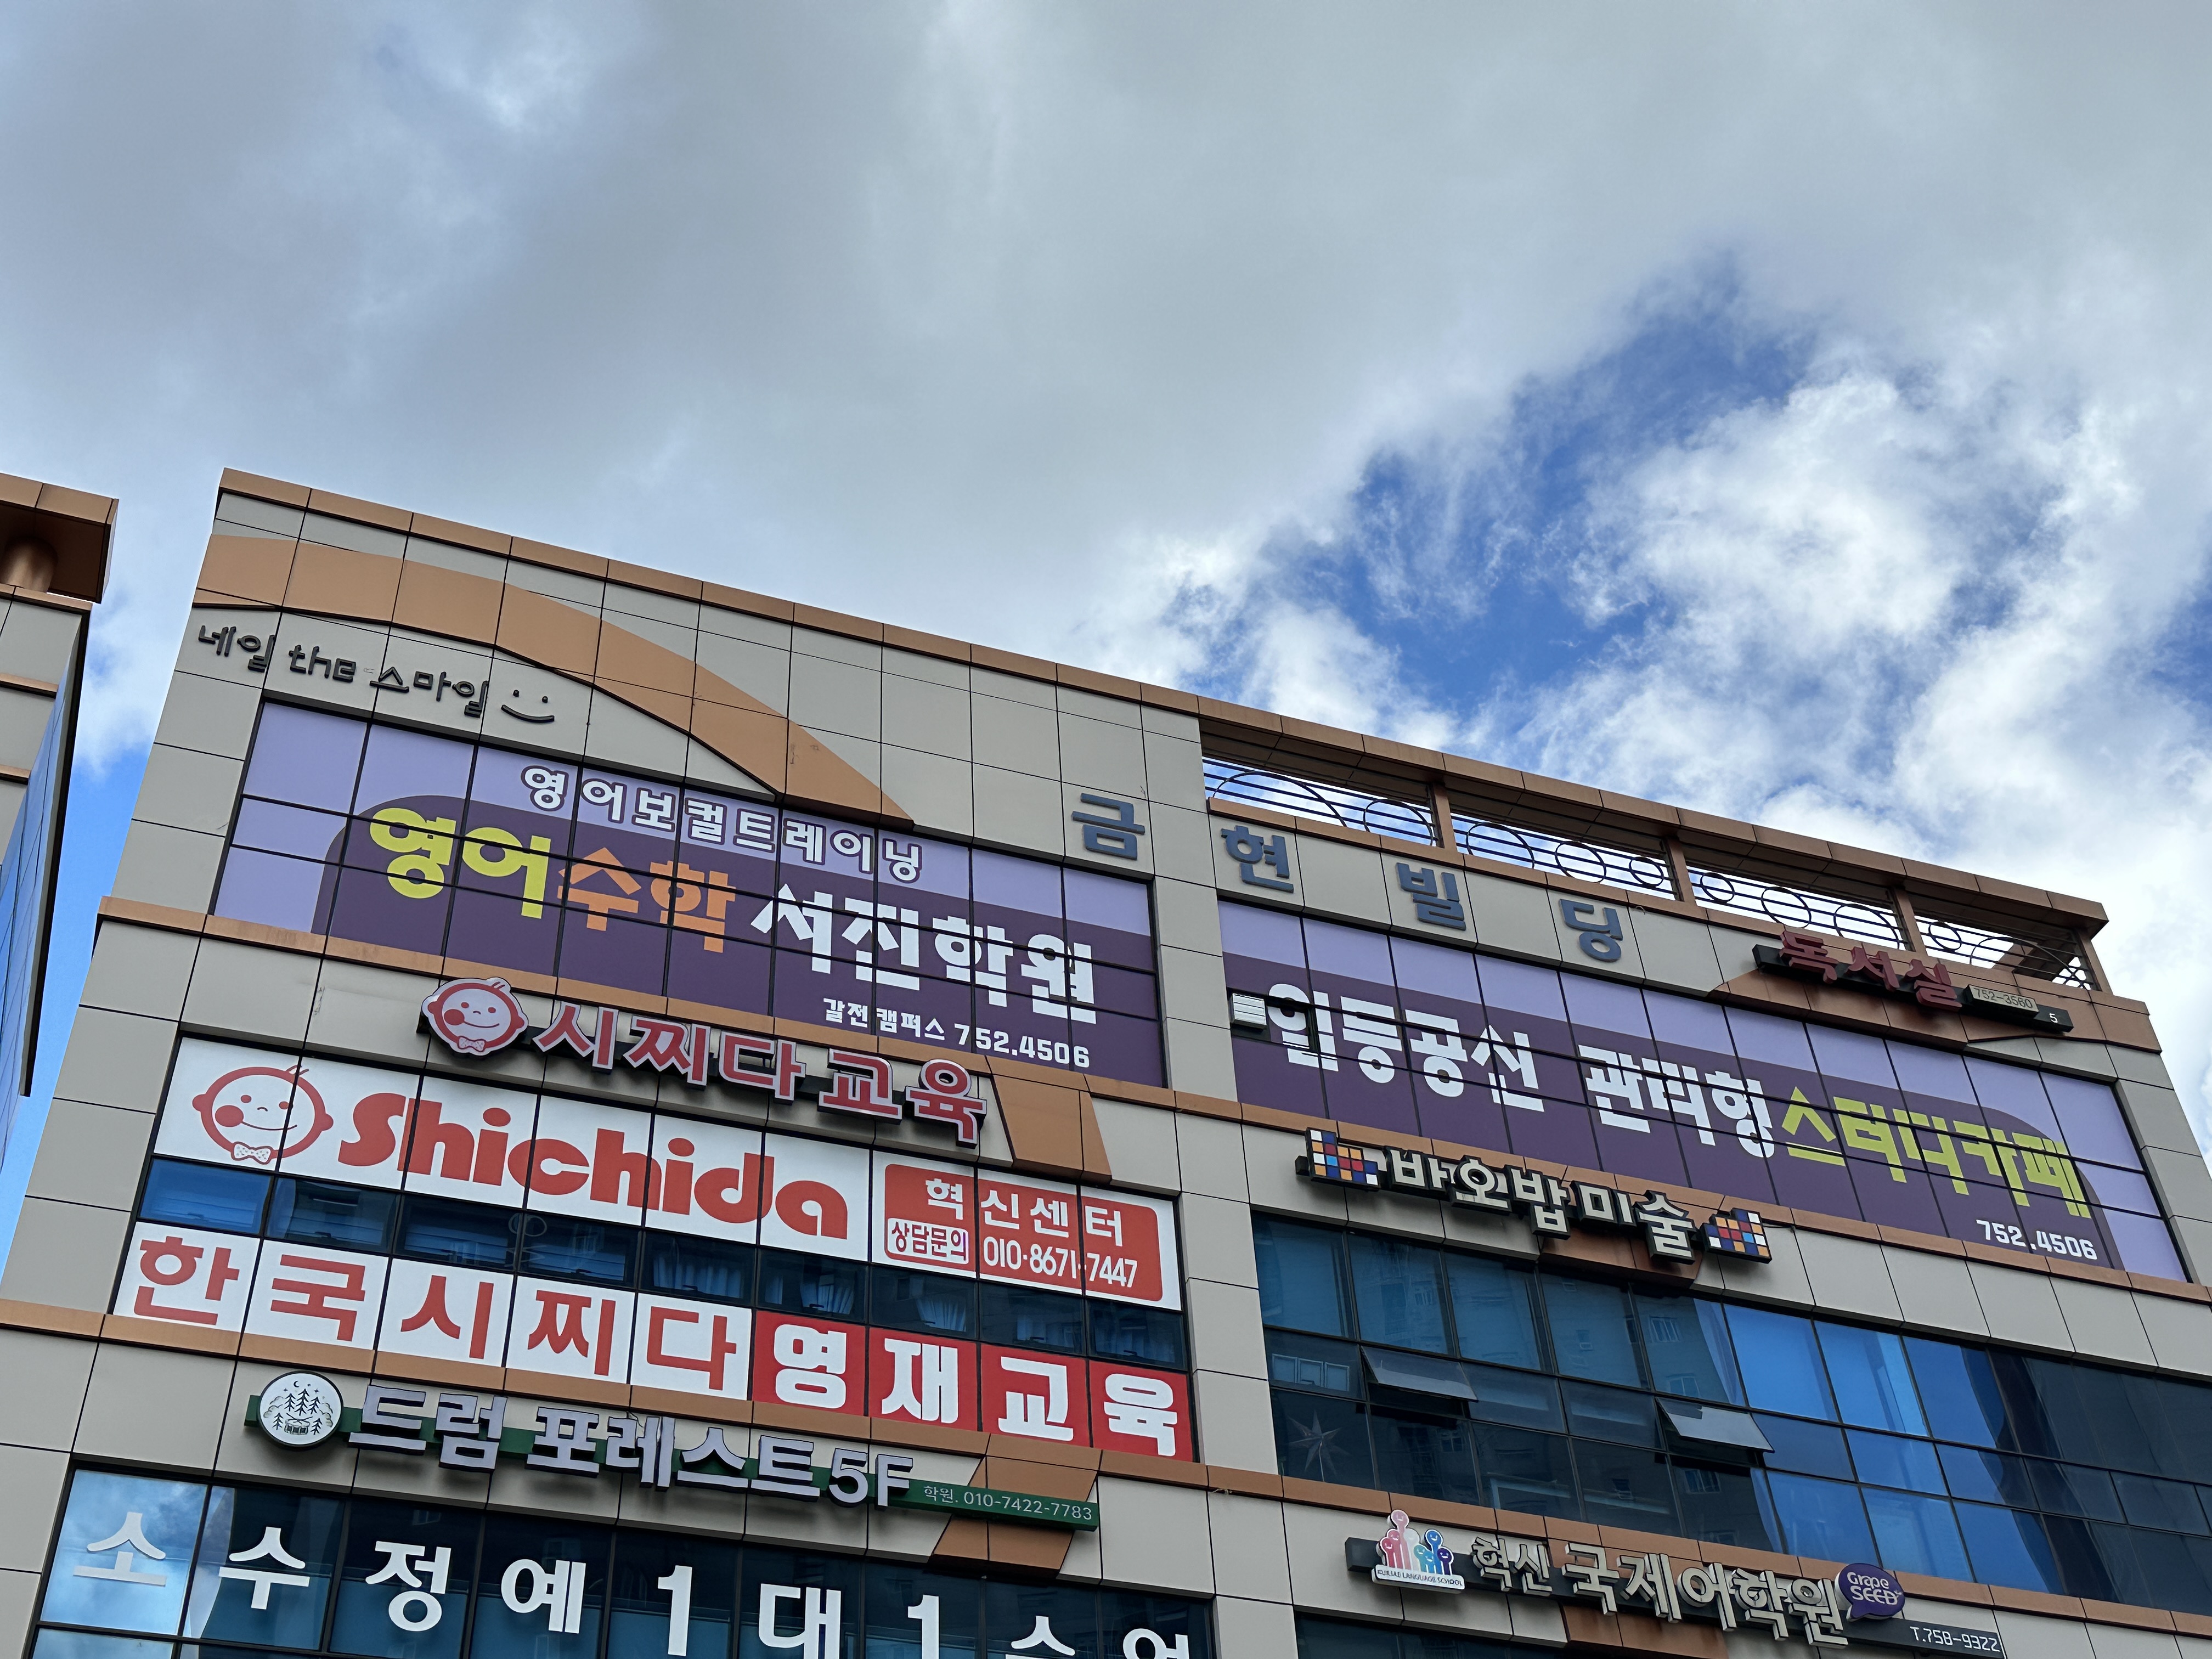 네일 the 스마일
영어보컬트레이닝
영어수학 서진학원
갈전캠퍼스 752.4506
금현빌딩
독서실
752-3560
5
일등공신 관리형스터디카페
752.4506
시찌다교육
Shichida
혁신센터
상담문의 010·8671·7447
한국시찌다영재교육
바오밥미술
트럼 포레스트5F
학원. 010-7422-7783
소수정예1대1수업
KUKJAE LANGUAGE SCHOOL
혁신 국제어학원
Grape SEED
T.758-9322